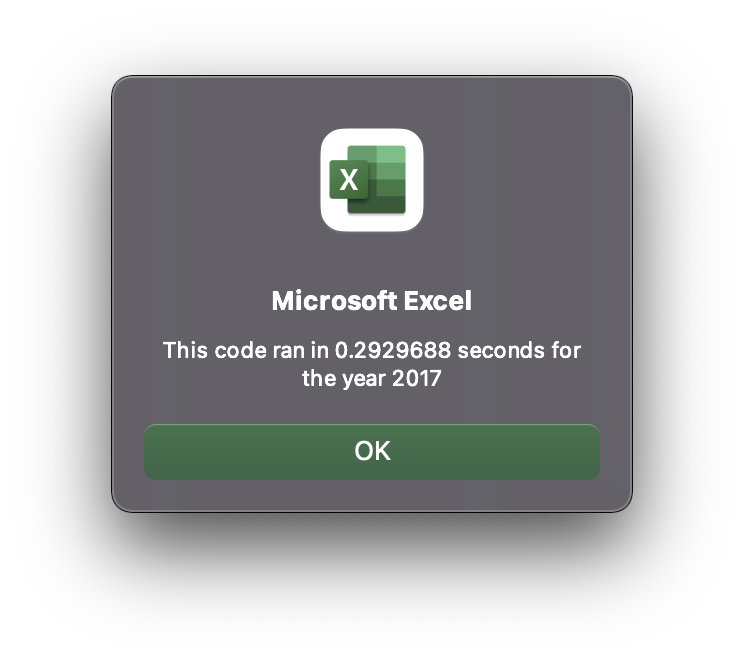 X
Microsoft Excel
This code ran in 0.2929688 seconds for
the year 2017
OK